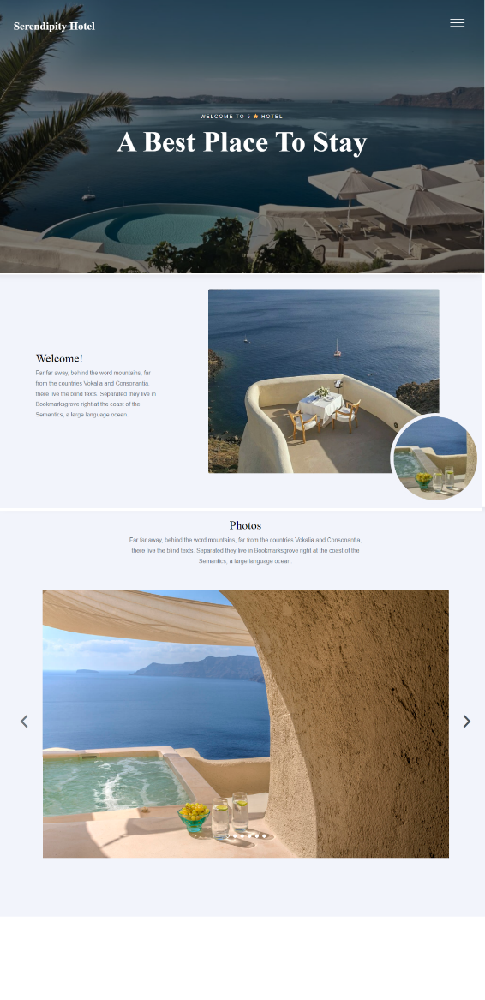 Serendipity Hotel
WELCOME TO 5 ★ HOTEL
A Best Place To Stay
Welcome!
Far far away, behind the word mountains, far
from the countries Vokalia and Consonantia,
there live the blind texts. Separated they live in
Bookmarksgrove right at the coast of the
Semantics, a large language ocean.
Photos
Far far away, behind the word mountains, far from the countries Vokalia and Consonantia,
there live the blind texts. Separated they live in Bookmarksgrove right at the coast of the
Semantics, a large language ocean.